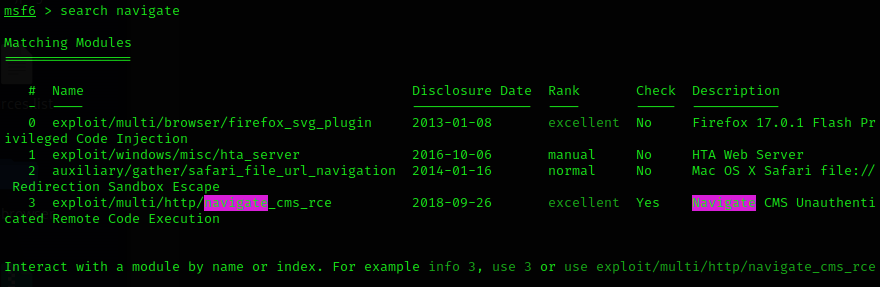 msf6 > search navigate
Matching Modules
================
# Name Disclosure Date Rank Check Description
- ---- --------------- ---- ----- -----------
0 exploit/multi/browser/firefox_svg_plugin 2013-01-08 excellent No Firefox 17.0.1 Flash Pr
ivileged Code Injection
1 exploit/windows/misc/hta_server 2016-10-06 manual No HTA Web Server
2 auxiliary/gather/safari_file_url_navigation 2014-01-16 normal No Mac OS X Safari file://
Redirection Sandbox Escape
3 exploit/multi/http/navigate_cms_rce 2018-09-26 excellent Yes Navigate CMS Unauthenti
cated Remote Code Execution
Interact with a module by name or index. For example info 3, use 3 or use exploit/multi/http/navigate_cms_rce